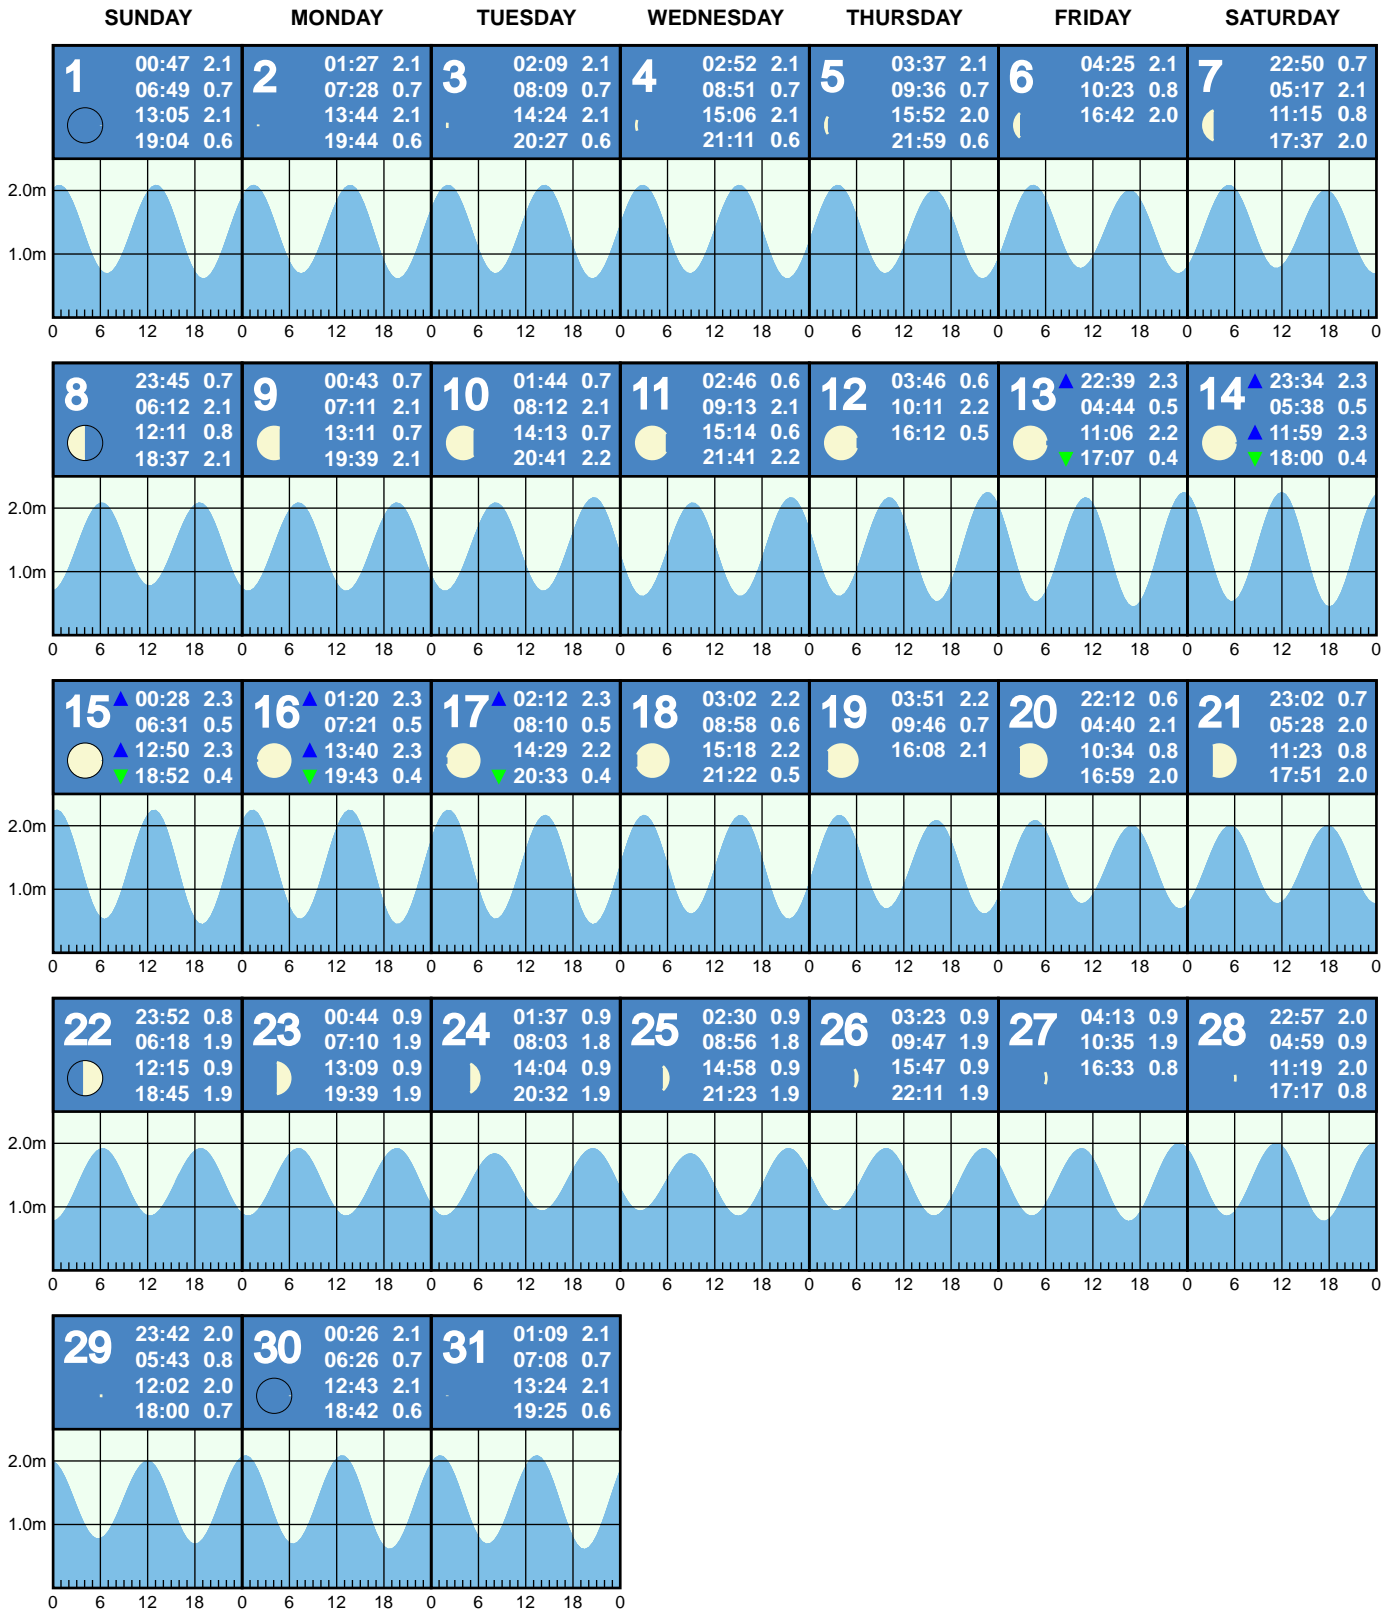 SUNDAY MONDAY TUESDAY WEDNESDAY THURSDAY FRIDAY SATURDAY
1 00:47 2.1
06:49 0.7
13:05 2.1
19:04 0.6
2 01:27 2.1
07:28 0.7
13:44 2.1
19:44 0.6
3 02:09 2.1
08:09 0.7
14:24 2.1
20:27 0.6
4 02:52 2.1
08:51 0.7
15:06 2.1
21:11 0.6
5 03:37 2.1
09:36 0.7
15:52 2.0
21:59 0.6
6 04:25 2.1
10:23 0.8
16:42 2.0
7 22:50 0.7
05:17 2.1
11:15 0.8
17:37 2.0
2.0m
1.0m
0 6 12 18 0 6 12 18 0 6 12 18 0 6 12 18 0 6 12 18 0 6 12 18 0 6 12 18 0
8 23:45 0.7
06:12 2.1
12:11 0.8
18:37 2.1
9 00:43 0.7
07:11 2.1
13:11 0.7
19:39 2.1
10 01:44 0.7
08:12 2.1
14:13 0.7
20:41 2.2
11 02:46 0.6
09:13 2.1
15:14 0.6
21:41 2.2
12 03:46 0.6
10:11 2.2
16:12 0.5
13 22:39 2.3
04:44 0.5
11:06 2.2
17:07 0.4
14 23:34 2.3
05:38 0.5
11:59 2.3
18:00 0.4
2.0m
1.0m
0 6 12 18 0 6 12 18 0 6 12 18 0 6 12 18 0 6 12 18 0 6 12 18 0 6 12 18 0
15 00:28 2.3
06:31 0.5
12:50 2.3
18:52 0.4
16 01:20 2.3
07:21 0.5
13:40 2.3
19:43 0.4
17 02:12 2.3
08:10 0.5
14:29 2.2
20:33 0.4
18 03:02 2.2
08:58 0.6
15:18 2.2
21:22 0.5
19 03:51 2.2
09:46 0.7
16:08 2.1
20 22:12 0.6
04:40 2.1
10:34 0.8
16:59 2.0
21 23:02 0.7
05:28 2.0
11:23 0.8
17:51 2.0
2.0m
1.0m
0 6 12 18 0 6 12 18 0 6 12 18 0 6 12 18 0 6 12 18 0 6 12 18 0 6 12 18 0
22 23:52 0.8
06:18 1.9
12:15 0.9
18:45 1.9
23 00:44 0.9
07:10 1.9
13:09 0.9
19:39 1.9
24 01:37 0.9
08:03 1.8
14:04 0.9
20:32 1.9
25 02:30 0.9
08:56 1.8
14:58 0.9
21:23 1.9
26 03:23 0.9
09:47 1.9
15:47 0.9
22:11 1.9
27 04:13 0.9
10:35 1.9
16:33 0.8
28 22:57 2.0
04:59 0.9
11:19 2.0
17:17 0.8
2.0m
1.0m
0 6 12 18 0 6 12 18 0 6 12 18 0 6 12 18 0 6 12 18 0 6 12 18 0 6 12 18 0
29 23:42 2.0
05:43 0.8
12:02 2.0
18:00 0.7
30 00:26 2.1
06:26 0.7
12:43 2.1
18:42 0.6
31 01:09 2.1
07:08 0.7
13:24 2.1
19:25 0.6
2.0m
1.0m
0 6 12 18 0 6 12 18 0 6 12 18 0